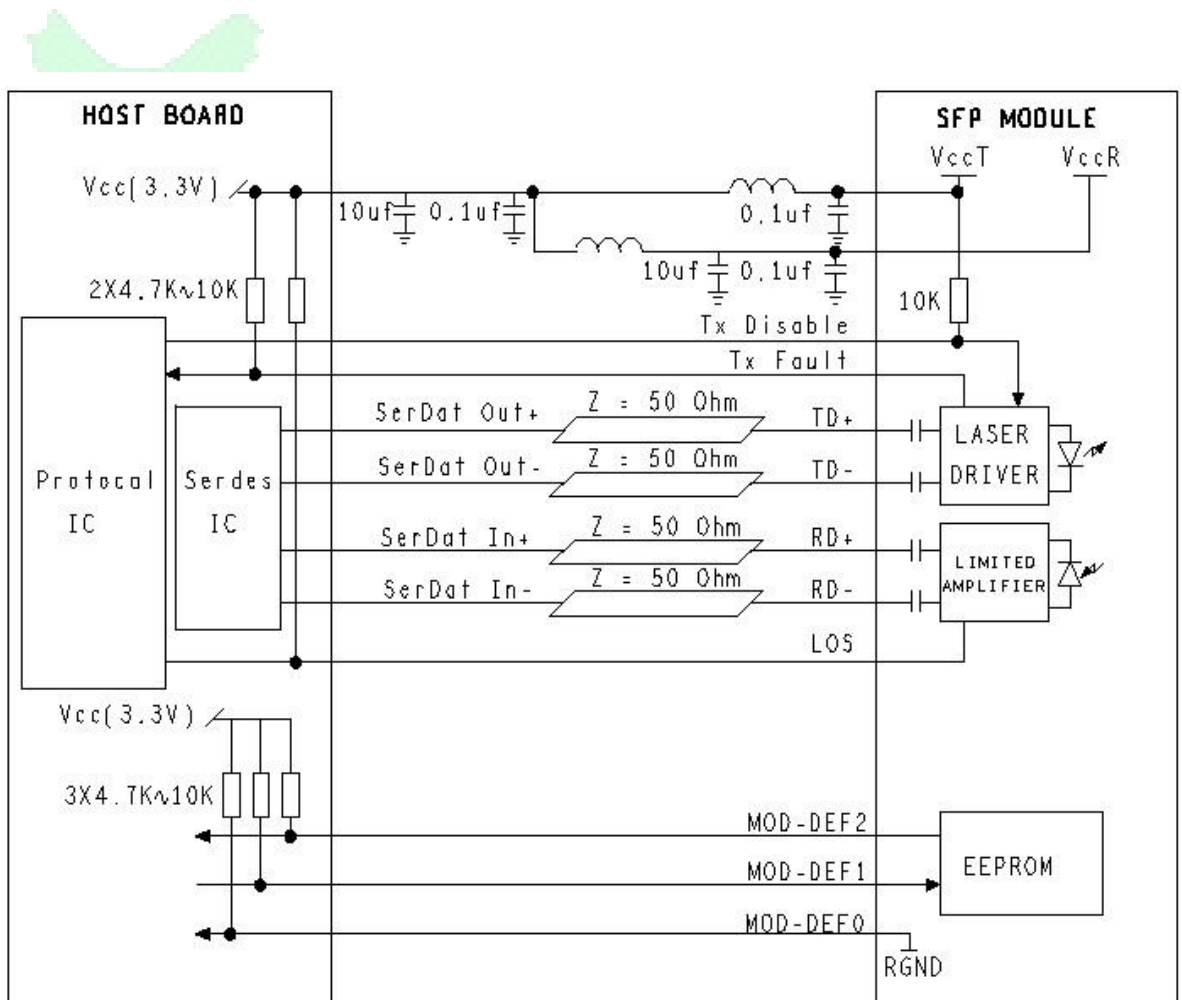 HOST BOARD
SFP MODULE
VccT
VccR
Vcc(3.3V)
10uf
0.1uf
0.1uf
10uf
0.1uf
2X4.7K~10K
10K
Tx Disable
Tx Fault
SerDat Out+
Z = 50 Ohm
TD+
SerDat Out-
Z = 50 Ohm
TD-
LASER
DRIVER
Protocal
IC
Serdes
IC
SerDat In+
Z = 50 Ohm
RD+
SerDat In-
Z = 50 Ohm
RD-
LIMITED
AMPLIFIER
LOS
Vcc(3.3V)
3X4.7K~10K
MOD-DEF2
MOD-DEF1
MOD-DEF0
EEPROM
RGND